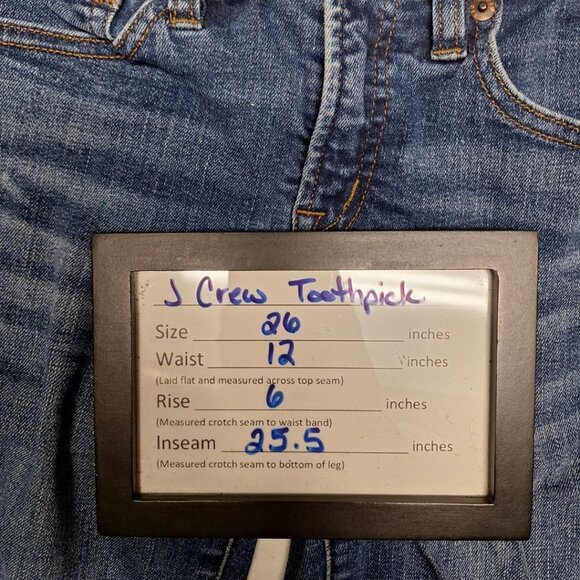 J Crew Toothpick
Size 26 inches
Waist 12 inches
(Laid flat and measured across top seam)
Rise 6 inches
(Measured crotch seam to waist band)
Inseam 25.5 inches
(Measured crotch seam to bottom of leg)